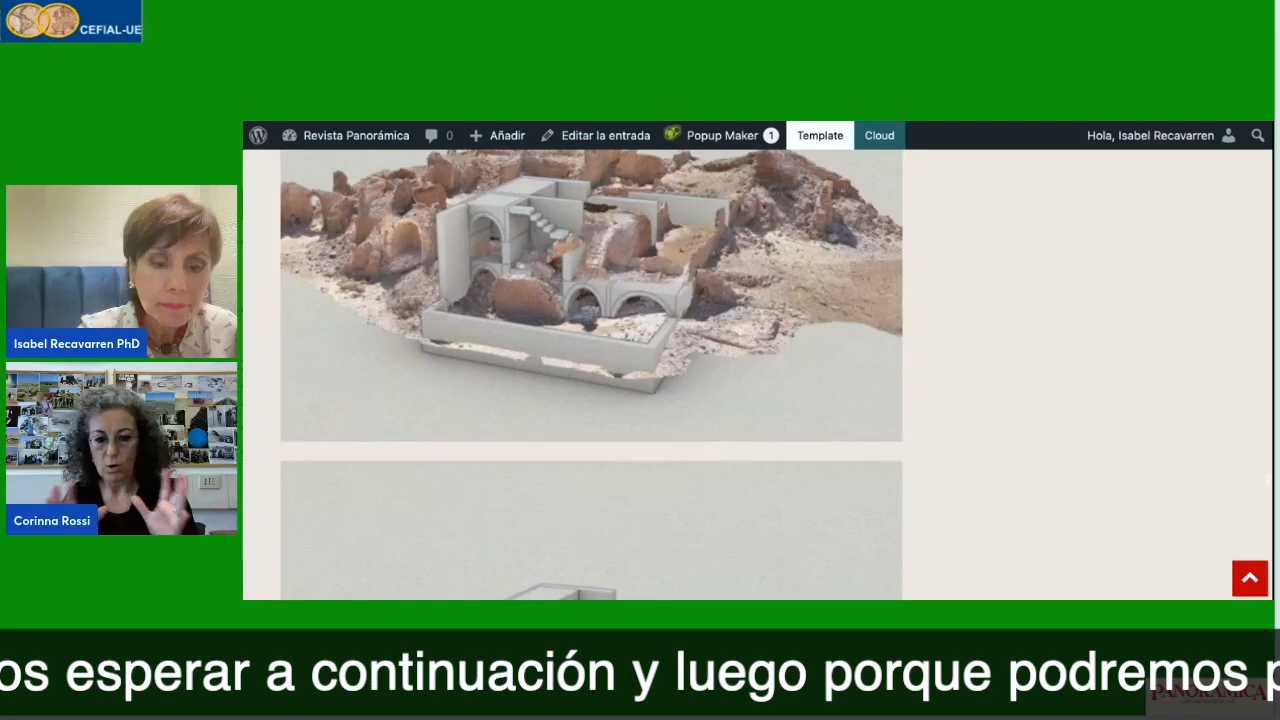 CEFIAL-UE
Revista Panorámica 0 Añadir Editar la entrada Popup Maker 1 Template Cloud Hola, Isabel Recavarren
Isabel Recavarren PhD
Corinna Rossi
os esperar a continuación y luego porque podremos p
PANORÁMICA